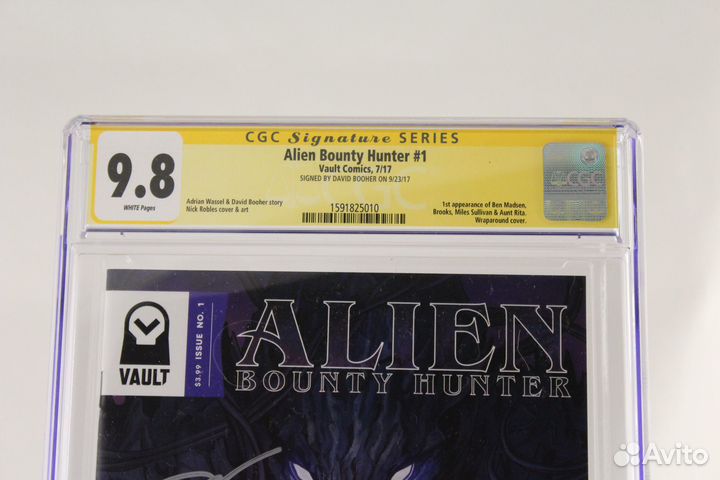 CGC Signature SERIES
9.8
WHITE Pages
Alien Bounty Hunter #1
Vault Comics, 7/17
SIGNED BY DAVID BOOHER ON 9/23/17
Adrian Wassel & David Booher story
Nick Robles cover & art
1591825010
1st appearance of Ben Madsen,
Brooks, Miles Sullivan & Aunt Rita.
Wraparound cover.
CGC
VAULT
$3.99 ISSUE NO. 1
ALIEN
BOUNTY HUNTER
Avito